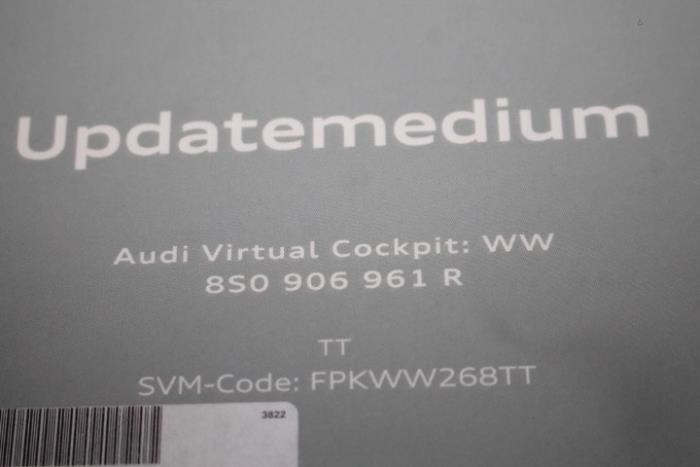 Updatemedium
Audi Virtual Cockpit: WW
8S0 906 961 R
TT
SVM-Code: FPKWW268TT
3822